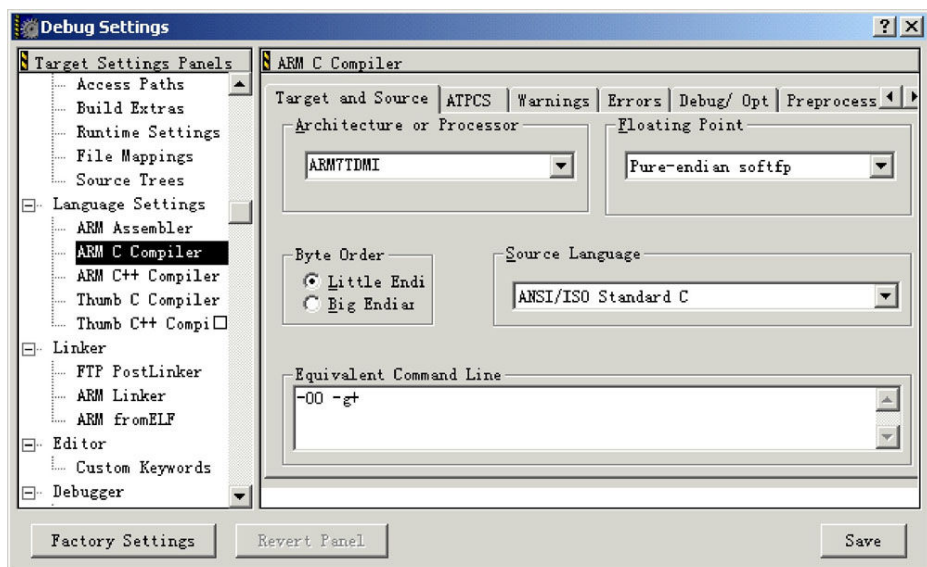 Debug Settings
Target Settings Panels
Access Paths
Build Extras
Runtime Settings
File Mappings
Source Trees
Language Settings
ARM Assembler
ARM C Compiler
ARM C++ Compiler
Thumb C Compiler
Thumb C++ Compi
Linker
FTP PostLinker
ARM Linker
ARM fromELF
Editor
Custom Keywords
Debugger
ARM C Compiler
Target and Source ATPCS Warnings Errors Debug/ Opt Preprocess
Architecture or Processor
ARM7TDMI
Floating Point
Pure-endian softfp
Byte Order
Little Endi
Big Endiar
Source Language
ANSI/ISO Standard C
Equivalent Command Line
-O0 -g+
Factory Settings
Revert Panel
Save